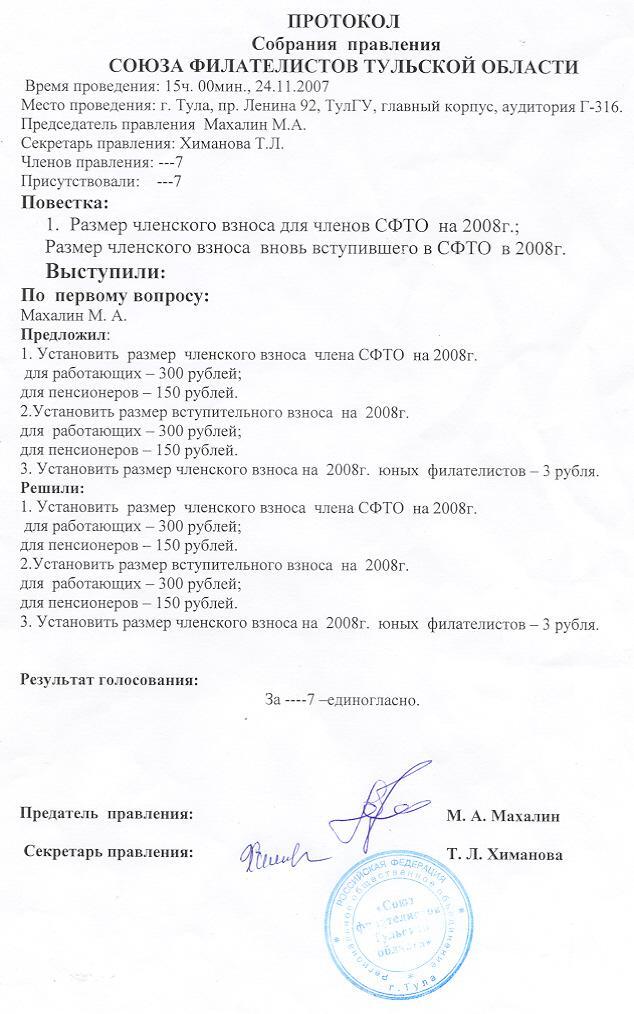 ПРОТОКОЛ
Собрания правления
СОЮЗА ФИЛАТЕЛИСТОВ ТУЛЬСКОЙ ОБЛАСТИ
Время проведения: 15ч. 00мин., 24.11.2007
Место проведения: г. Тула, пр. Ленина 92, ТулГУ, главный корпус, аудитория Г-316.
Председатель правления Махалин М.А.
Секретарь правления: Химанова Т.Л.
Членов правления: ---7
Присутствовали: ---7
Повестка:
1. Размер членского взноса для членов СФТО на 2008г.;
Размер членского взноса вновь вступившего в СФТО в 2008г.
Выступили:
По первому вопросу:
Махалин М. А.
Предложил:
1. Установить размер членского взноса члена СФТО на 2008г.
для работающих – 300 рублей;
для пенсионеров – 150 рублей.
2.Установить размер вступительного взноса на 2008г.
для работающих – 300 рублей;
для пенсионеров – 150 рублей.
3. Установить размер членского взноса на 2008г. юных филателистов – 3 рубля.
Решили:
1. Установить размер членского взноса члена СФТО на 2008г.
для работающих – 300 рублей;
для пенсионеров – 150 рублей.
2.Установить размер вступительного взноса на 2008г.
для работающих – 300 рублей;
для пенсионеров – 150 рублей.
3. Установить размер членского взноса на 2008г. юных филателистов – 3 рубля.
Результат голосования:
За ----7 –единогласно.
Предатель правления:
М. А. Махалин
Секретарь правления:
Т. Л. Химанова
РОССИЙСКАЯ ФЕДЕРАЦИЯ
Региональное общественное объединение
«Союз
филателистов
Тульской
области»
г. Тула